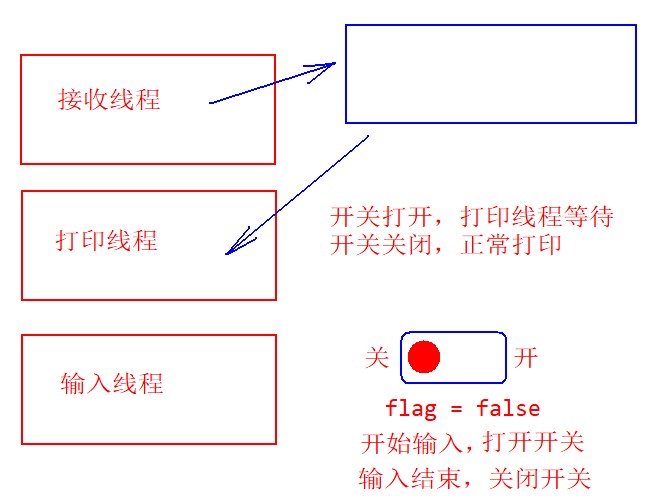 接收线程
打印线程
开关打开，打印线程等待
开关关闭，正常打印
输入线程
关
开
flag = false
开始输入，打开开关
输入结束，关闭开关